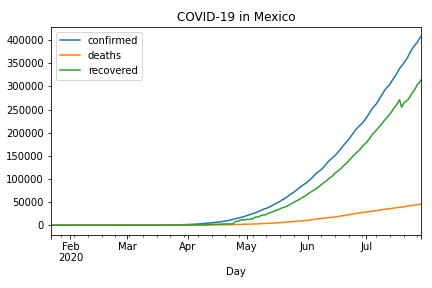 COVID-19 in Mexico
confirmed
deaths
recovered
400000
350000
300000
250000
200000
150000
100000
50000
0
Feb Mar Apr May Jun Jul
2020
Day